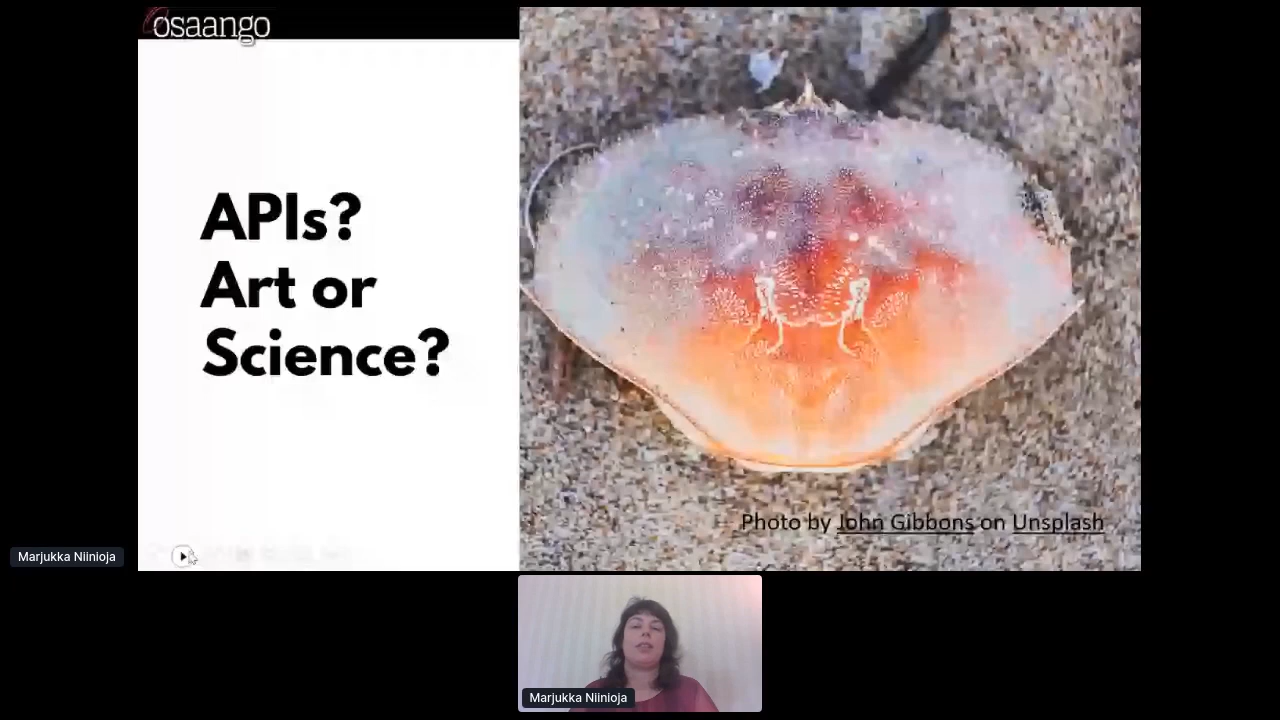 osaango
APIs?
Art or
Science?
Photo by John Gibbons on Unsplash
Marjukka Niinioja
Marjukka Niinioja